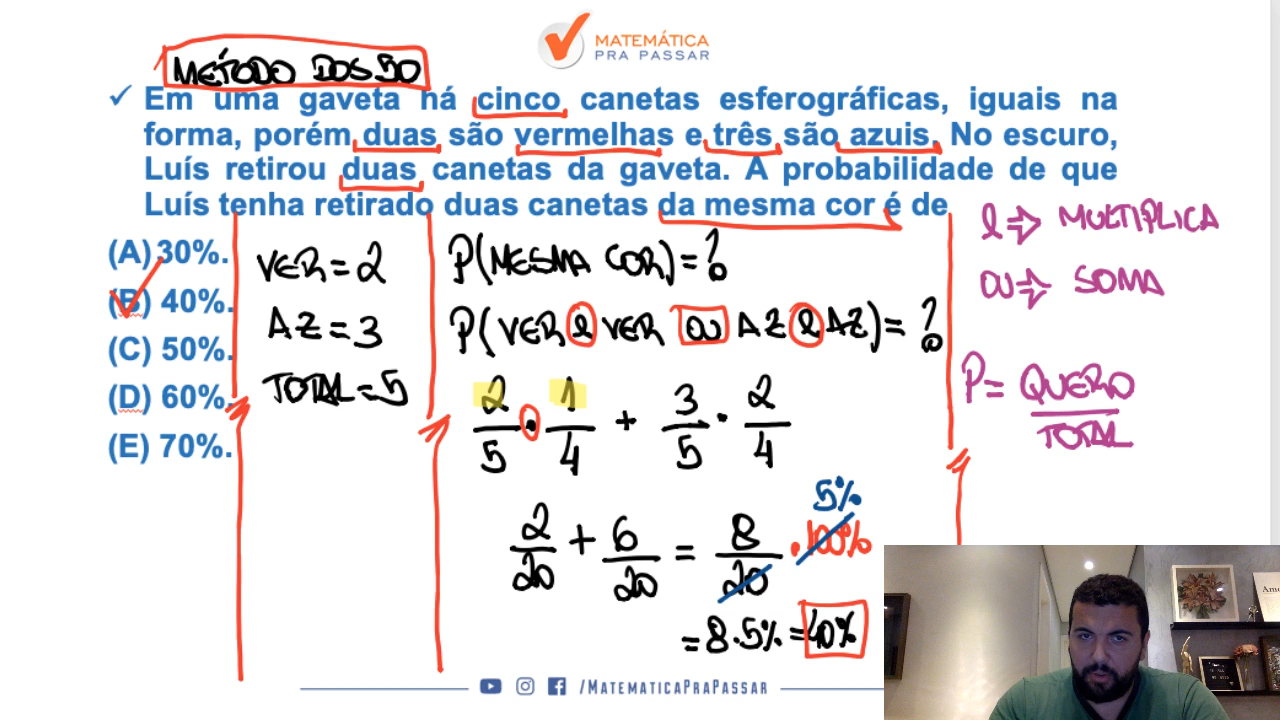 MATEMÁTICA
PRA PASSAR
MÉTODO DOS 50
Em uma gaveta há cinco canetas esferográficas, iguais na
forma, porém duas são vermelhas e três são azuis. No escuro,
Luís retirou duas canetas da gaveta. A probabilidade de que
Luís tenha retirado duas canetas da mesma cor é de
(A) 30%.
(B) 40%.
(C) 50%.
(D) 60%.
(E) 70%.
VER = 2
AZ = 3
TOTAL = 5
P(MESMA COR) = ?
P(VER e VER OU AZ e AZ) = ?
2/5 · 1/4 + 3/5 · 2/4
2/20 + 6/20 = 8/20 · 100%
5%
= 8 · 5% = 40%
e ⇒ MULTIPLICA
OU ⇒ SOMA
P = QUERO/TOTAL
/MATEMATICAPRAPASSAR